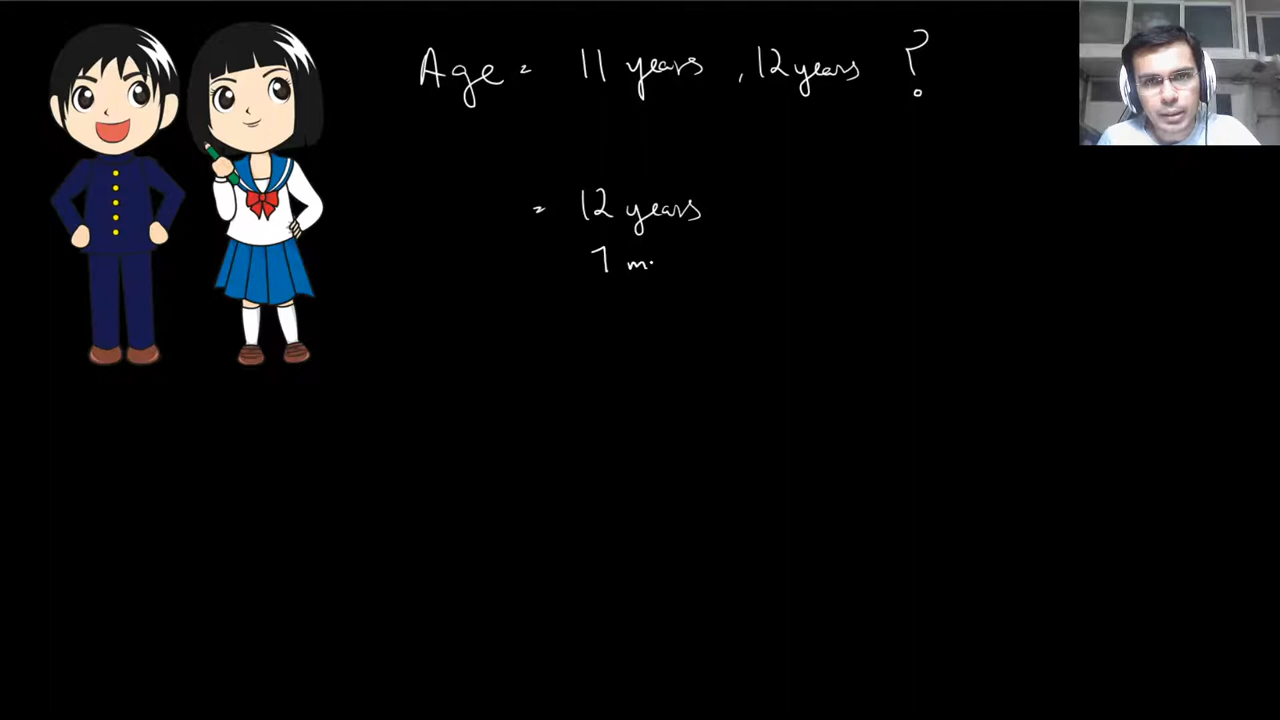 Age = 11 years , 12 years ?
= 12 years
7 m.